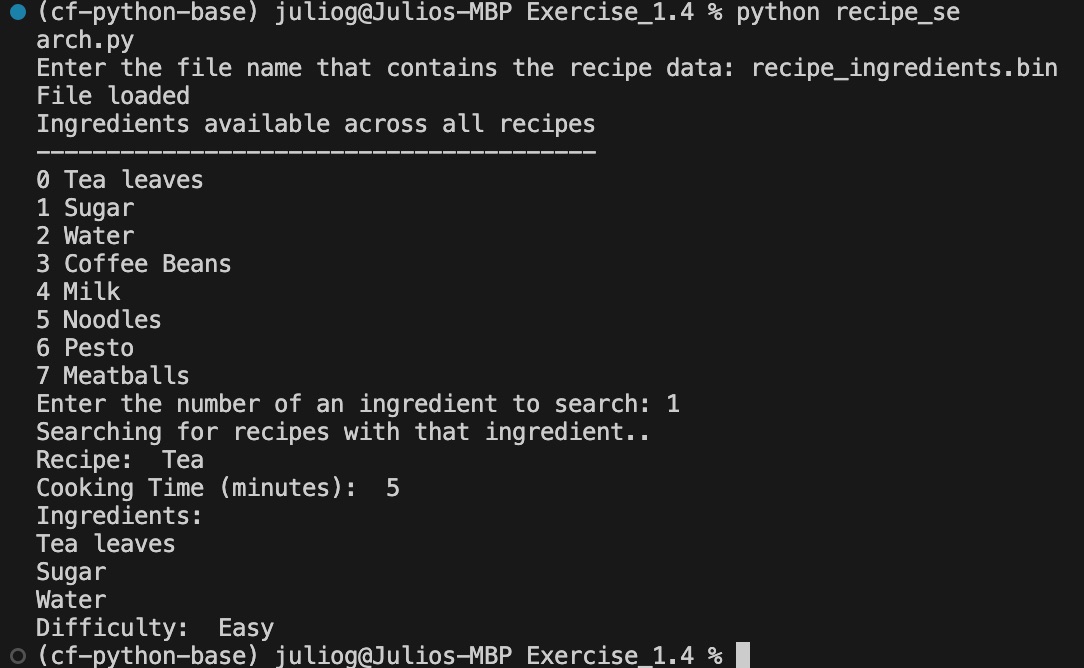 (cf-python-base) juliog@Julios-MBP Exercise_1.4 % python recipe_se
arch.py
Enter the file name that contains the recipe data: recipe_ingredients.bin
File loaded
Ingredients available across all recipes
----------------------------------------
0 Tea leaves
1 Sugar
2 Water
3 Coffee Beans
4 Milk
5 Noodles
6 Pesto
7 Meatballs
Enter the number of an ingredient to search: 1
Searching for recipes with that ingredient..
Recipe:  Tea
Cooking Time (minutes):  5
Ingredients:
Tea leaves
Sugar
Water
Difficulty:  Easy
(cf-python-base) juliog@Julios-MBP Exercise_1.4 %